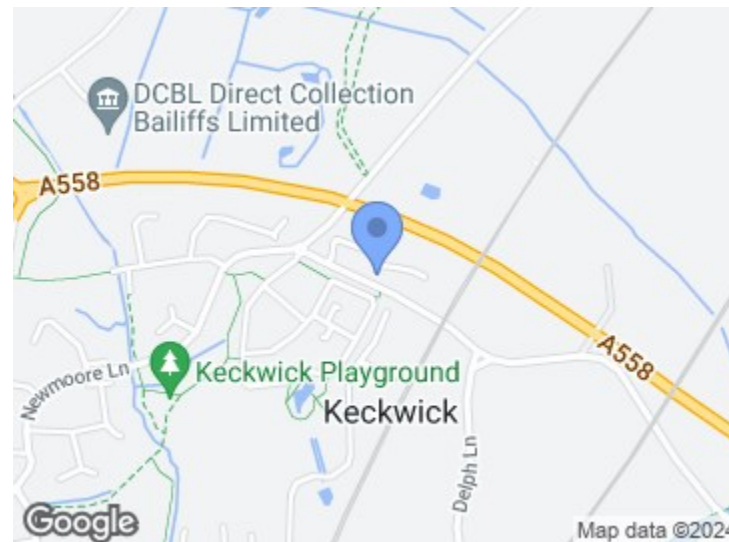 DCBL Direct Collection
Bailiffs Limited
A558
Newmoore Ln
Keckwick Playground
Keckwick
A558
Delph Ln
Google
Map data ©2024